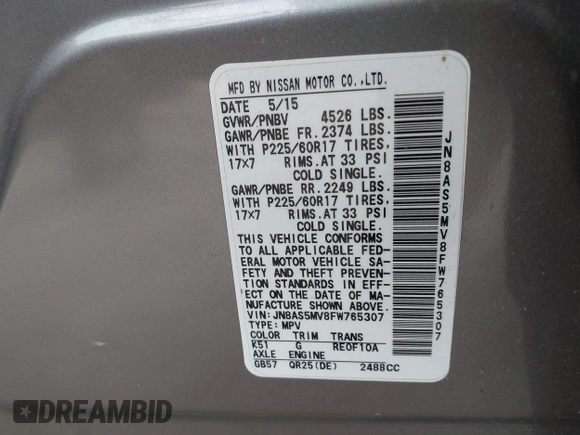 MFD BY NISSAN MOTOR CO.,LTD.
DATE 5/15
GVWR/PNBV 4526 LBS.
GAWR/PNBE FR. 2374 LBS.
WITH P225/60R17 TIRES,
17x7 RIMS.AT 33 PSI
COLD SINGLE.
GAWR/PNBE RR. 2249 LBS.
WITH P225/60R17 TIRES,
17x7 RIMS.AT 33 PSI
COLD SINGLE.
THIS VEHICLE CONFORMS
TO ALL APPLICABLE FED-
ERAL MOTOR VEHICLE SA-
FETY AND THEFT PREVEN-
TION STANDARDS IN EFF-
ECT ON THE DATE OF MA-
NUFACTURE SHOWN ABOVE.
VIN: JN8AS5MV8FW765307
TYPE: MPV
COLOR TRIM TRANS
K51 G RE0F10A
AXLE ENGINE
GB57 QR25(DE) 2488CC
JN8AS5MV8FW765307
DREAMBID